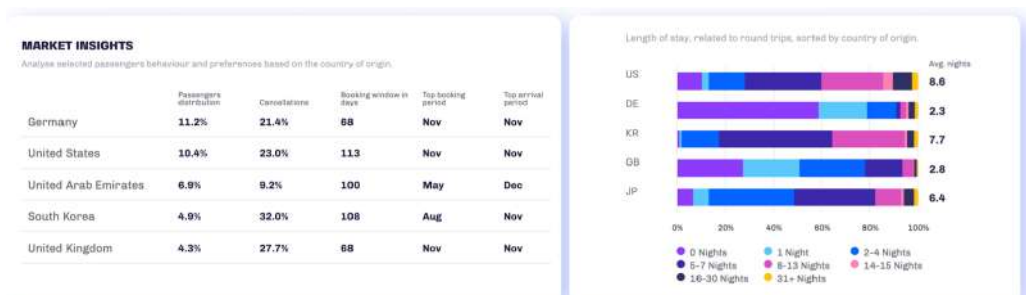 MARKET INSIGHTS
Analyse selected passengers behaviour and preferences based on the country of origin.
Passengers distribution Cancellations Booking window in days Top booking period Top arrival period
Germany 11.2% 21.4% 68 Nov Nov
United States 10.4% 23.0% 113 Nov Nov
United Arab Emirates 6.9% 9.2% 100 May Dec
South Korea 4.9% 32.0% 108 Aug Nov
United Kingdom 4.3% 27.7% 68 Nov Nov
Length of stay, related to round trips, sorted by country of origin.
Avg. nights
US 8.6
DE 2.3
KR 7.7
GB 2.8
JP 6.4
0% 20% 40% 60% 80% 100%
0 Nights 1 Night 2-4 Nights
5-7 Nights 8-13 Nights 14-15 Nights
16-30 Nights 31+ Nights